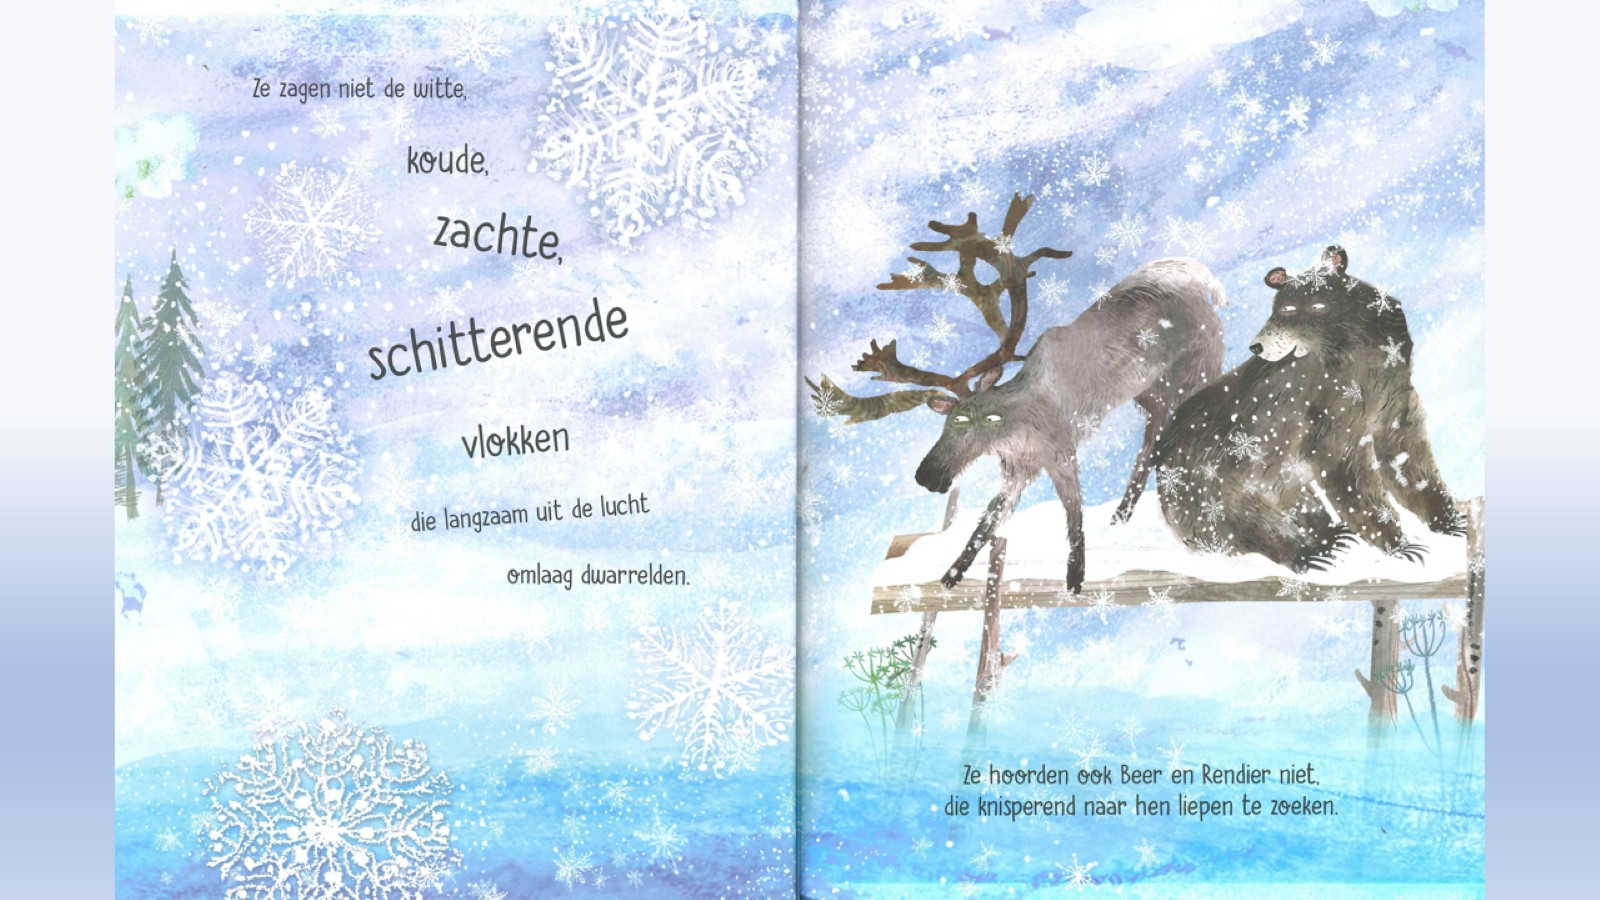 Ze zagen niet de witte,
koude,
zachte,
schitterende
vlokken
die langzaam uit de lucht
omlaag dwarrelden.
Ze hoorden ook Beer en Rendier niet,
die knisperend naar hen liepen te zoeken.